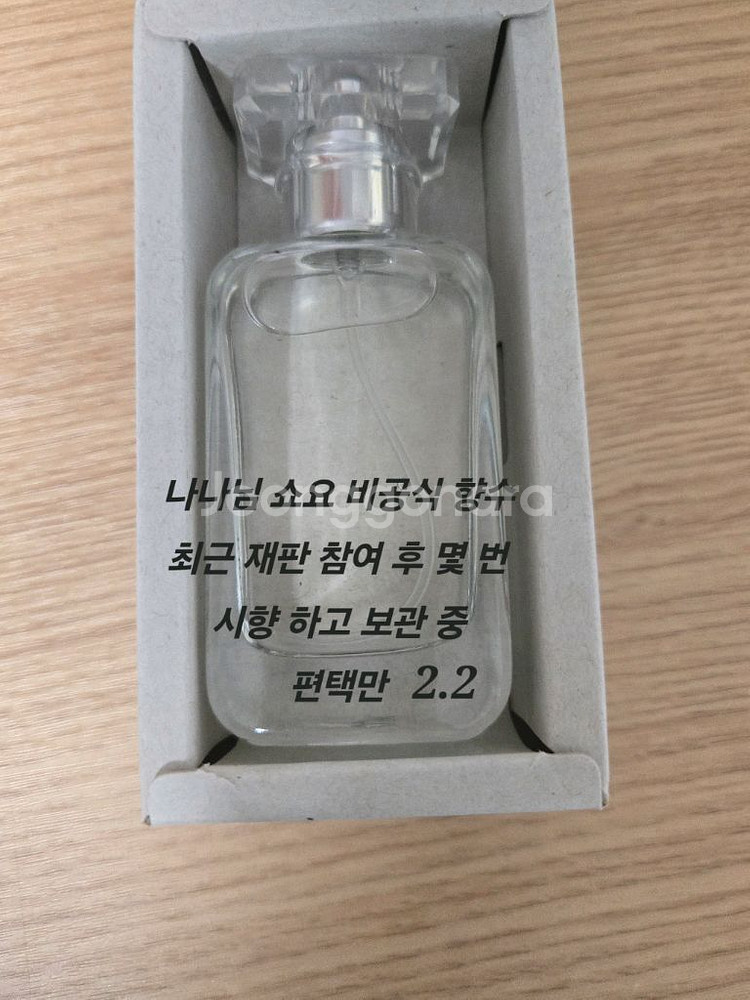 나나님 쇼요 비공식 향수
Joonggonara
최근 재판 참여 후 몇 번
시향 하고 보관 중
편택만 2.2